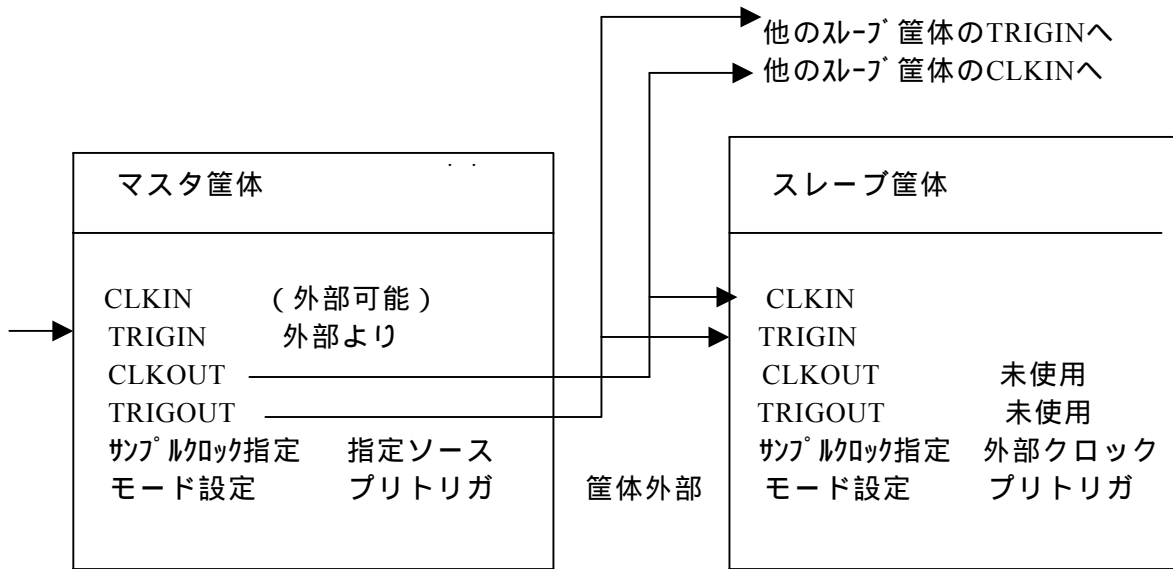 他のｽﾚｰﾌﾞ筐体のTRIGINへ
他のｽﾚｰﾌﾞ筐体のCLKINへ
マスタ筐体
CLKIN （外部可能）
TRIGIN 外部より
CLKOUT
TRIGOUT
ｻﾝﾌﾟﾙｸﾛｯｸ指定 指定ソース
モード設定 プリトリガ
筐体外部
スレーブ筐体
CLKIN
TRIGIN
CLKOUT 未使用
TRIGOUT 未使用
ｻﾝﾌﾟﾙｸﾛｯｸ指定 外部クロック
モード設定 プリトリガ